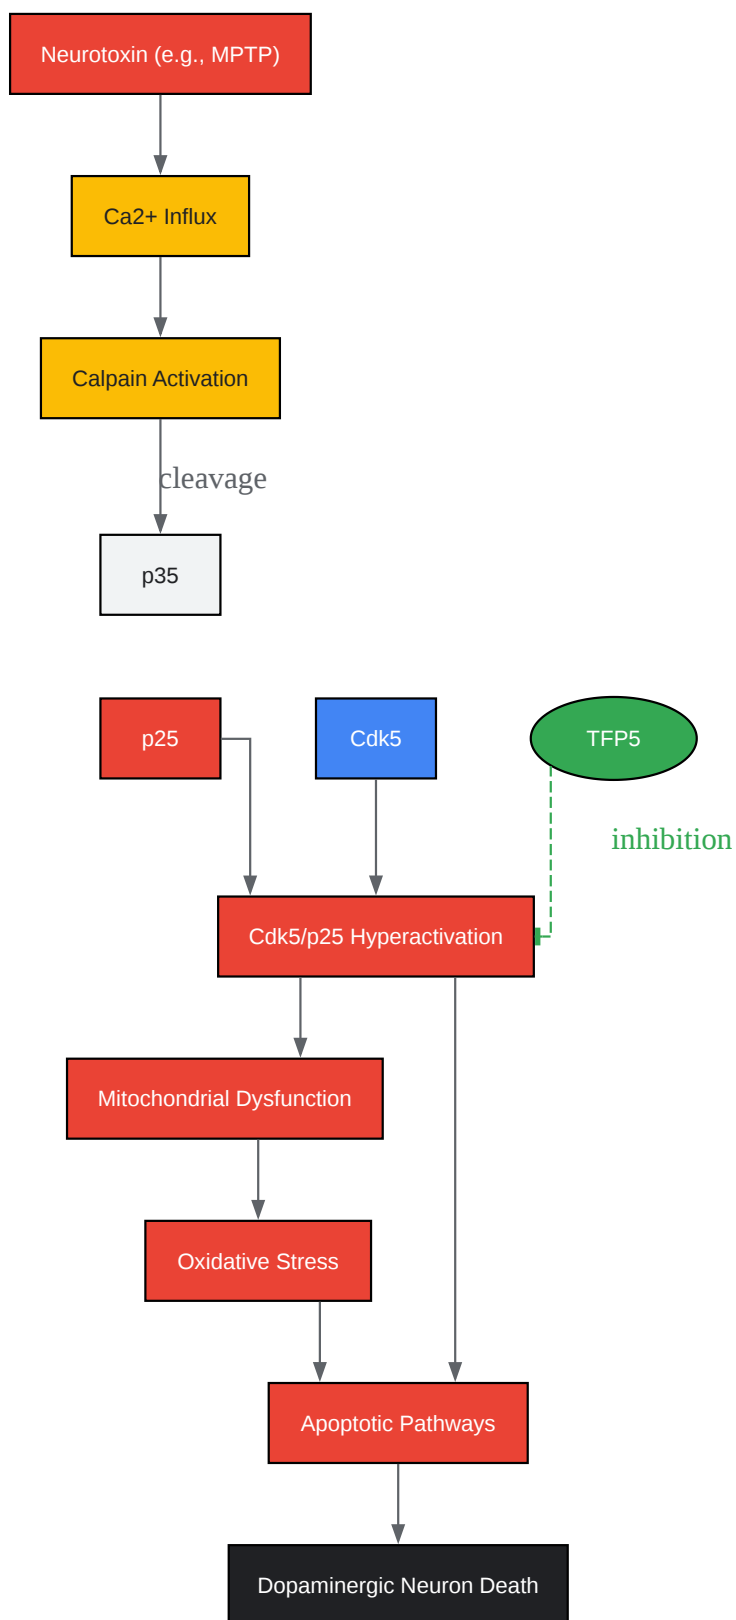 Neurotoxin (e.g., MPTP)
Ca2+ Influx
Calpain Activation
cleavage
p35
p25
Cdk5
TFP5
inhibition
Cdk5/p25 Hyperactivation
Mitochondrial Dysfunction
Oxidative Stress
Apoptotic Pathways
Dopaminergic Neuron Death